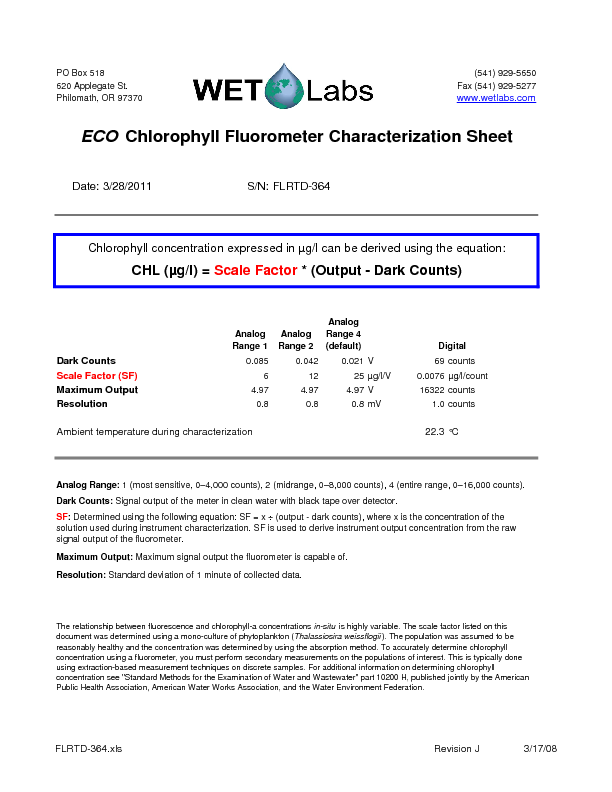 PO Box 518
620 Applegate St.
Philomath, OR 97370
WET Labs
(541) 929-5650
Fax (541) 929-5277
www.wetlabs.com
ECO Chlorophyll Fluorometer Characterization Sheet
Date: 3/28/2011 S/N: FLRTD-364
Chlorophyll concentration expressed in µg/l can be derived using the equation:
CHL (µg/l) = Scale Factor * (Output - Dark Counts)
Analog Range 1 Analog Range 2 Analog Range 4 (default) Digital
Dark Counts 0.085 0.042 0.021 V 69 counts
Scale Factor (SF) 6 12 25 µg/l/V 0.0076 µg/l/count
Maximum Output 4.97 4.97 4.97 V 16322 counts
Resolution 0.8 0.8 0.8 mV 1.0 counts
Ambient temperature during characterization 22.3 °C
Analog Range: 1 (most sensitive, 0–4,000 counts), 2 (midrange, 0–8,000 counts), 4 (entire range, 0–16,000 counts).
Dark Counts: Signal output of the meter in clean water with black tape over detector.
SF: Determined using the following equation: SF = x ÷ (output - dark counts), where x is the concentration of the
solution used during instrument characterization. SF is used to derive instrument output concentration from the raw
signal output of the fluorometer.
Maximum Output: Maximum signal output the fluorometer is capable of.
Resolution: Standard deviation of 1 minute of collected data.
The relationship between fluorescence and chlorophyll-a concentrations in-situ is highly variable. The scale factor listed on this
document was determined using a mono-culture of phytoplankton (Thalassiosira weissflogii). The population was assumed to be
reasonably healthy and the concentration was determined by using the absorption method. To accurately determine chlorophyll
concentration using a fluorometer, you must perform secondary measurements on the populations of interest. This is typically done
using extraction-based measurement techniques on discrete samples. For additional information on determining chlorophyll
concentration see "Standard Methods for the Examination of Water and Wastewater" part 10200 H, published jointly by the American
Public Health Association, American Water Works Association, and the Water Environment Federation.
FLRTD-364.xls Revision J 3/17/08